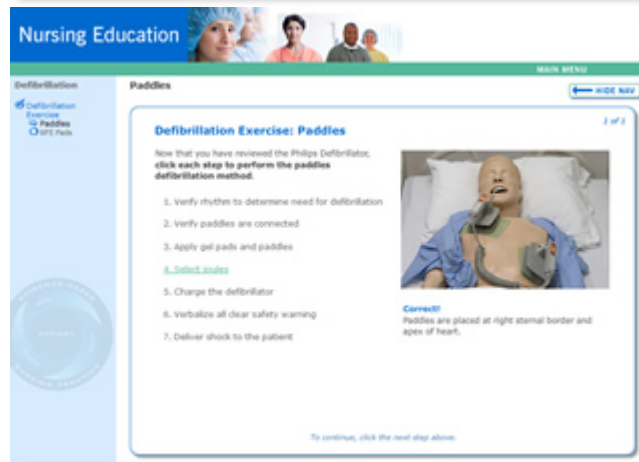 Nursing Education
MAIN MENU
Defibrillation
Paddles
HIDE NAV
Defibrillation
Exercise
Paddles
Pads
1 of 1
Defibrillation Exercise: Paddles
Now that you have reviewed the Philips Defibrillator,
click each step to perform the paddles
defibrillation method.
1. Verify rhythm to determine need for defibrillation
2. Verify paddles are connected
3. Apply gel pads and paddles
4. Select joules
5. Charge the defibrillator
6. Verbalize all clear safety warning
7. Deliver shock to the patient
Correct!
Paddles are placed at right sternal border and
apex of heart.
To continue, click the next step above.